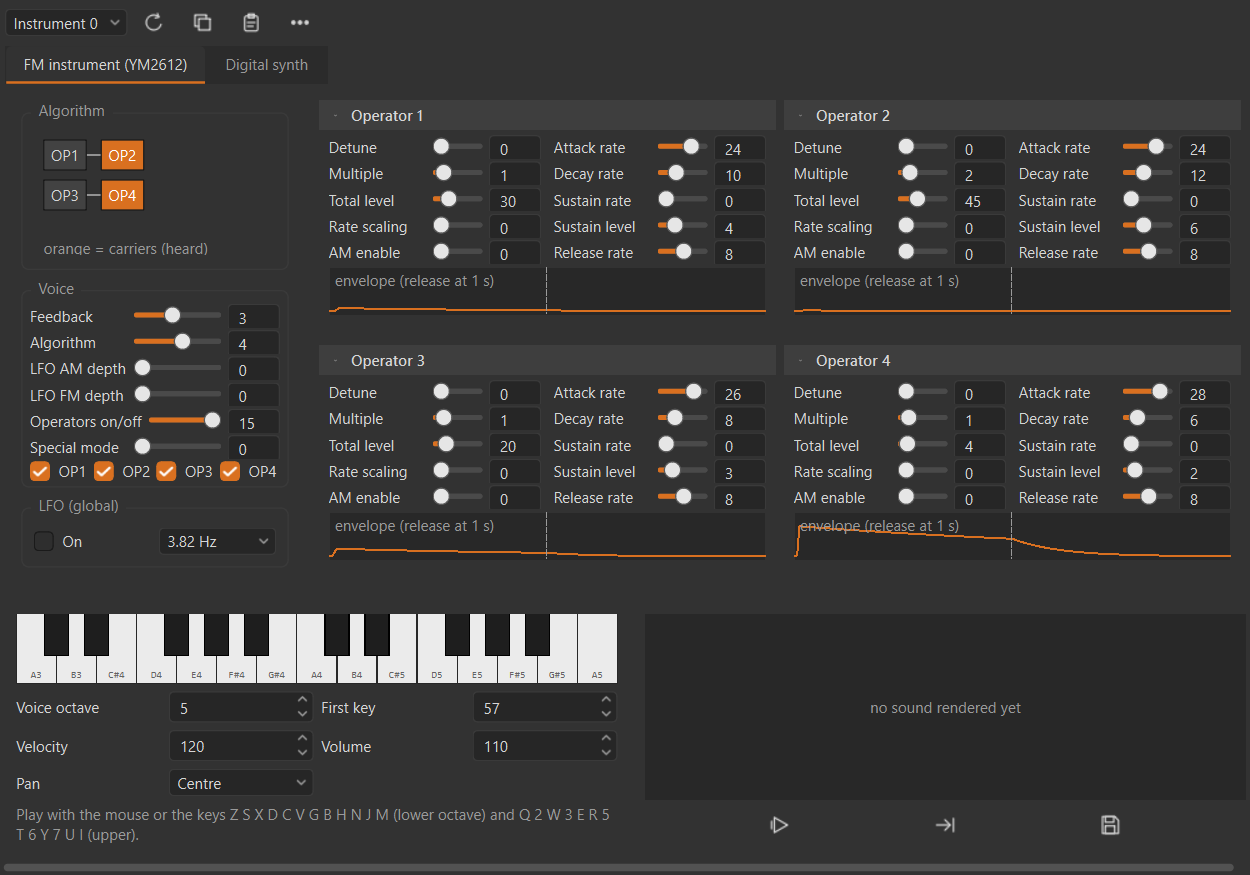 Instrument 0
FM instrument (YM2612)
Digital synth
Algorithm
OP1 OP2
OP3 OP4
orange = carriers (heard)
Voice
Feedback 3
Algorithm 4
LFO AM depth 0
LFO FM depth 0
Operators on/off 15
Special mode 0
OP1 OP2 OP3 OP4
LFO (global)
On 3.82 Hz
Operator 1
Detune 0 Attack rate 24
Multiple 1 Decay rate 10
Total level 30 Sustain rate 0
Rate scaling 0 Sustain level 4
AM enable 0 Release rate 8
envelope (release at 1 s)
Operator 2
Detune 0 Attack rate 24
Multiple 2 Decay rate 12
Total level 45 Sustain rate 0
Rate scaling 0 Sustain level 6
AM enable 0 Release rate 8
envelope (release at 1 s)
Operator 3
Detune 0 Attack rate 26
Multiple 1 Decay rate 8
Total level 20 Sustain rate 0
Rate scaling 0 Sustain level 3
AM enable 0 Release rate 8
envelope (release at 1 s)
Operator 4
Detune 0 Attack rate 28
Multiple 1 Decay rate 6
Total level 4 Sustain rate 0
Rate scaling 0 Sustain level 2
AM enable 0 Release rate 8
envelope (release at 1 s)
A3 B3 C#4 D4 E4 F#4 G#4 A4 B4 C#5 D5 E5 F#5 G#5 A5
Voice octave 5 First key 57
Velocity 120 Volume 110
Pan Centre
Play with the mouse or the keys Z S X D C V G B H N J M (lower octave) and Q 2 W 3 E R 5
T 6 Y 7 U I (upper).
no sound rendered yet